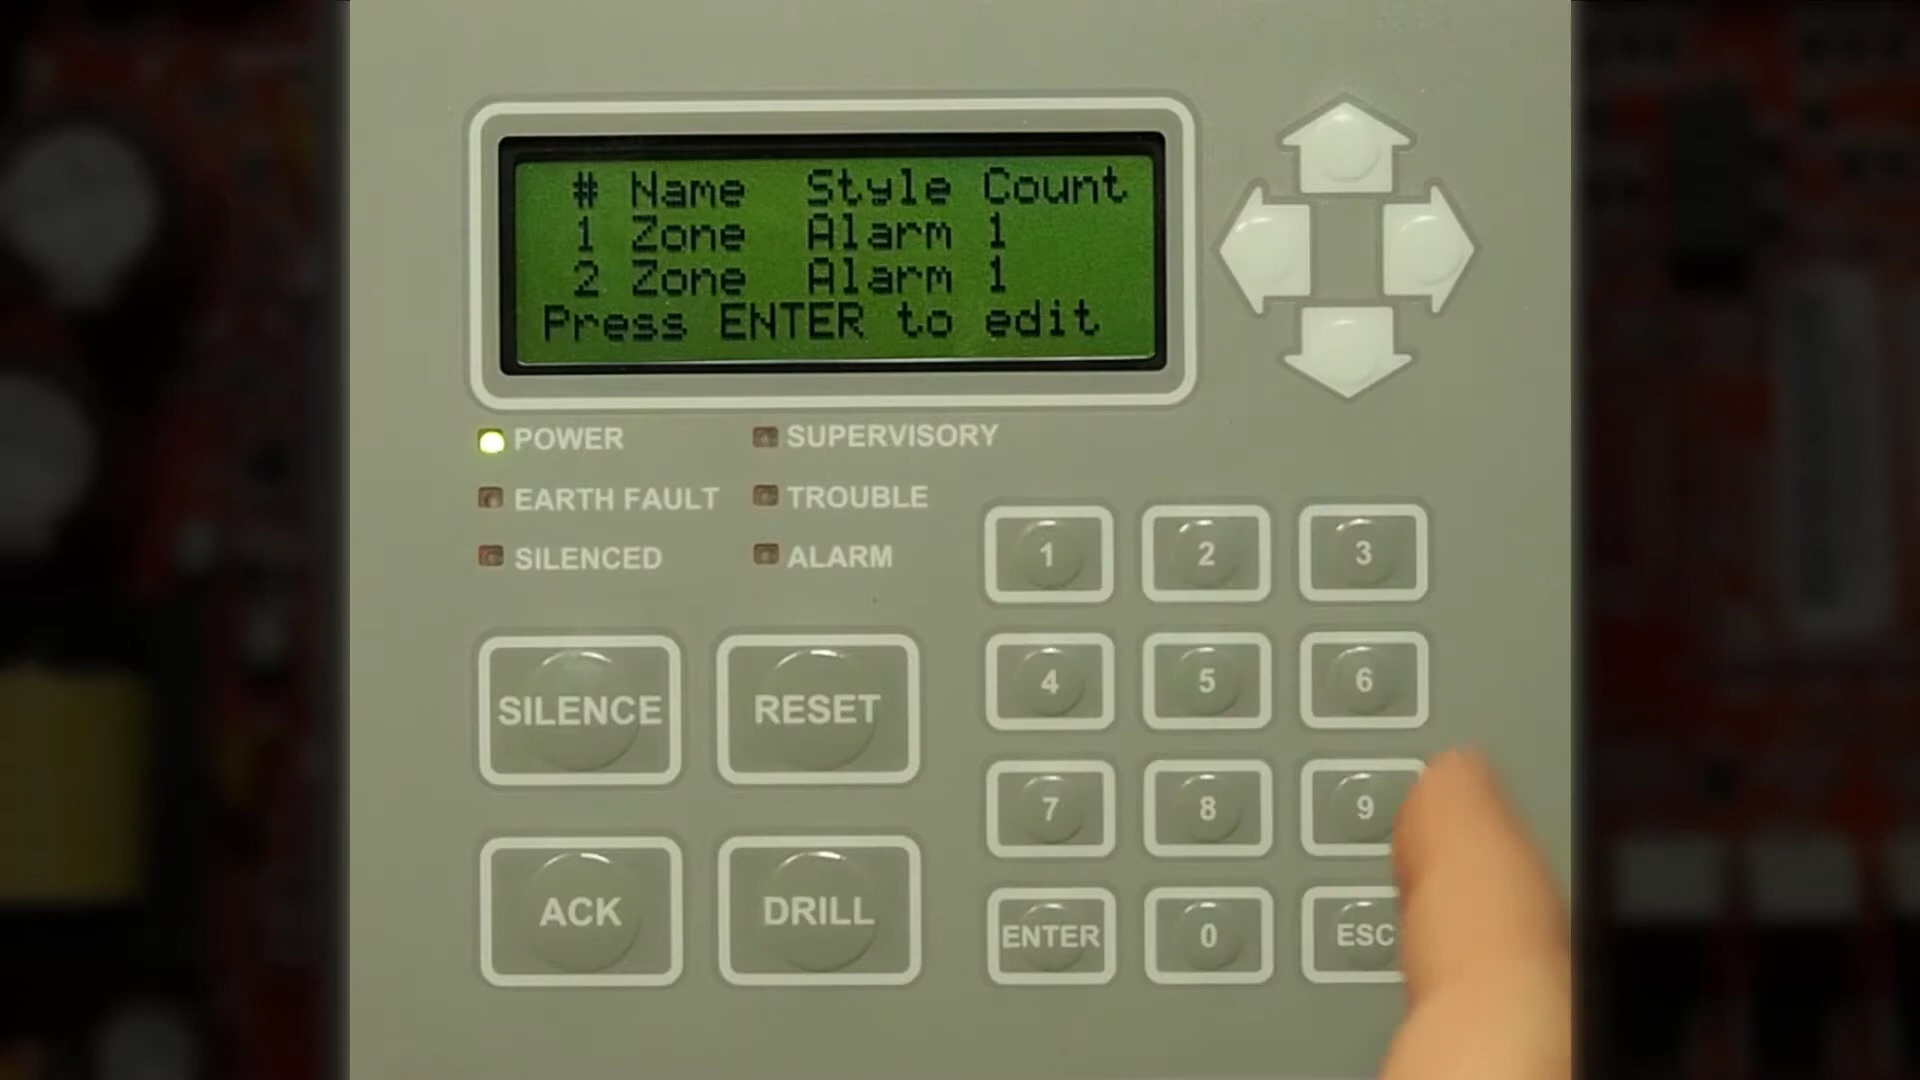 # Name Style Count
1 Zone Alarm 1
2 Zone Alarm 1
Press ENTER to edit
POWER
SUPERVISORY
EARTH FAULT
TROUBLE
SILENCED
ALARM
1 2 3
SILENCE RESET
4 5 6
7 8 9
ACK DRILL
ENTER 0 ESC